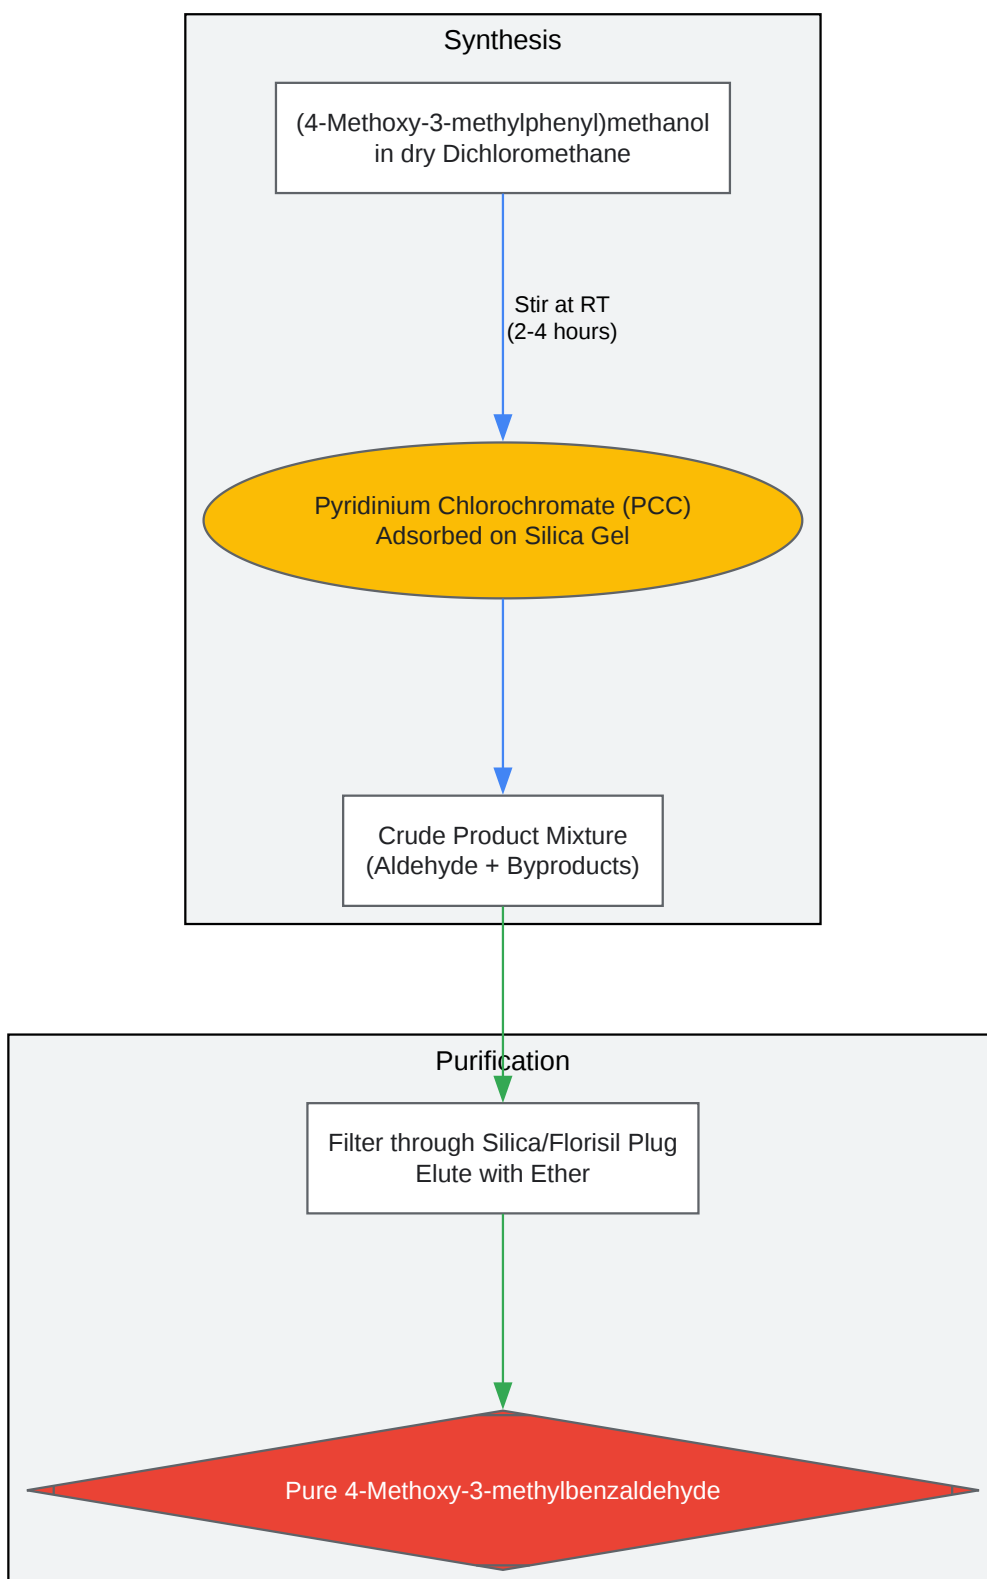 Synthesis
(4-Methoxy-3-methylphenyl)methanol
in dry Dichloromethane
Stir at RT
(2-4 hours)
Pyridinium Chlorochromate (PCC)
Adsorbed on Silica Gel
Crude Product Mixture
(Aldehyde + Byproducts)
Purification
Filter through Silica/Florisil Plug
Elute with Ether
Pure 4-Methoxy-3-methylbenzaldehyde